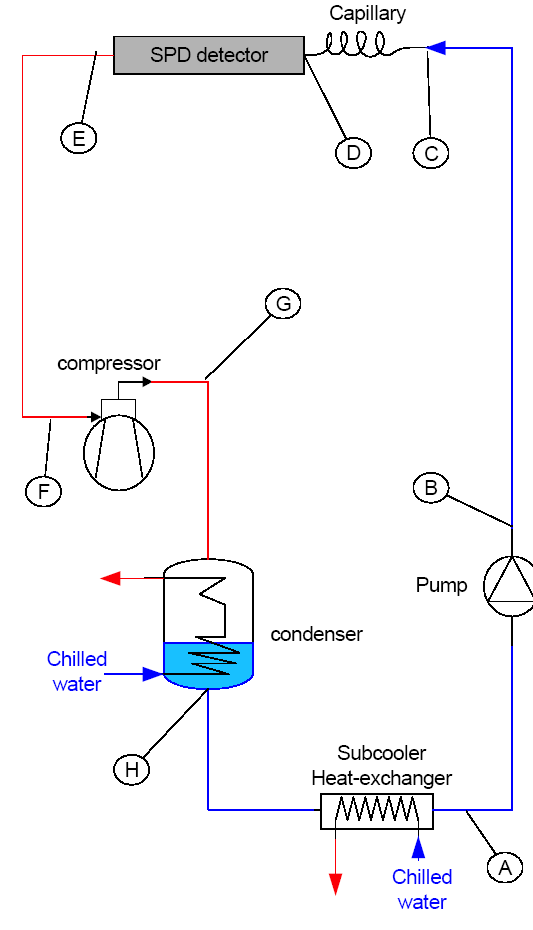 Capillary
SPD detector
E
D
C
G
compressor
F
B
Pump
condenser
Chilled
water
H
Subcooler
Heat-exchanger
A
Chilled
water